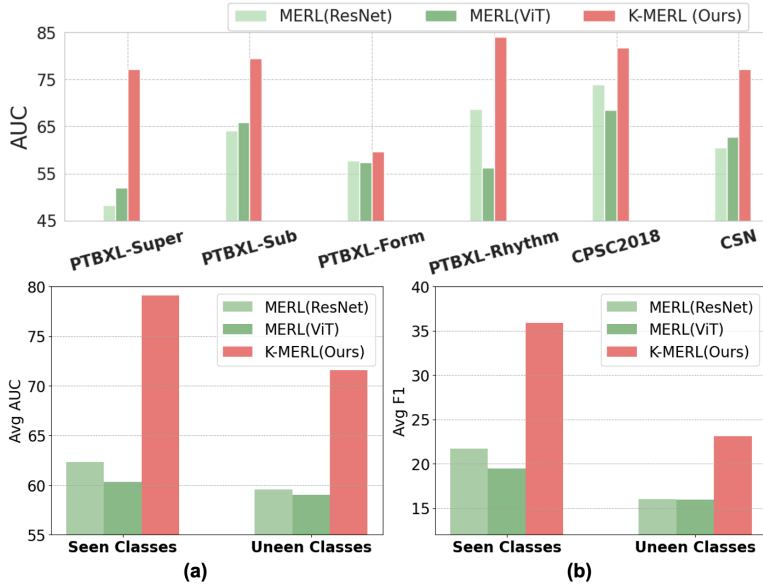 MERL(ResNet) MERL(ViT) K-MERL (Ours)
85
75
65
55
45
AUC
PTBXL-Super PTBXL-Sub PTBXL-Form PTBXL-Rhythm CPSC2018 CSN
80
75
70
65
60
55
Avg AUC
MERL(ResNet)
MERL(ViT)
K-MERL(Ours)
Seen Classes Uneen Classes
(a)
40
35
30
25
20
15
Avg F1
MERL(ResNet)
MERL(ViT)
K-MERL(Ours)
Seen Classes Uneen Classes
(b)